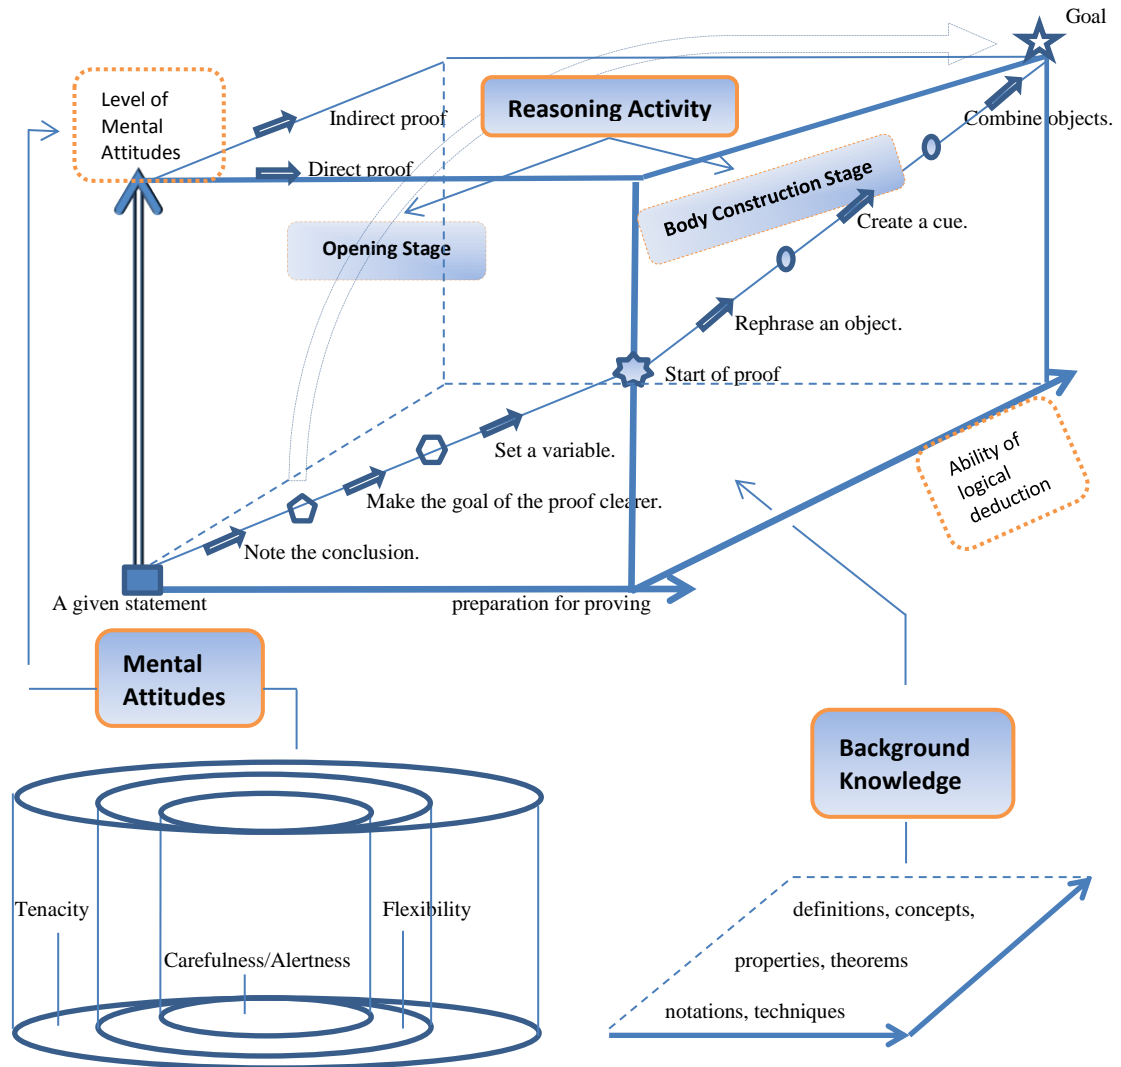 Goal
Level of
Mental
Attitudes
Indirect proof
Reasoning Activity
Combine objects.
Direct proof
Body Construction Stage
Create a cue.
Opening Stage
Rephrase an object.
Start of proof
Set a variable.
Ability of
logical
deduction
Make the goal of the proof clearer.
Note the conclusion.
A given statement
preparation for proving
Mental
Attitudes
Background
Knowledge
Tenacity
Flexibility
Carefulness/Alertness
definitions, concepts,
properties, theorems
notations, techniques